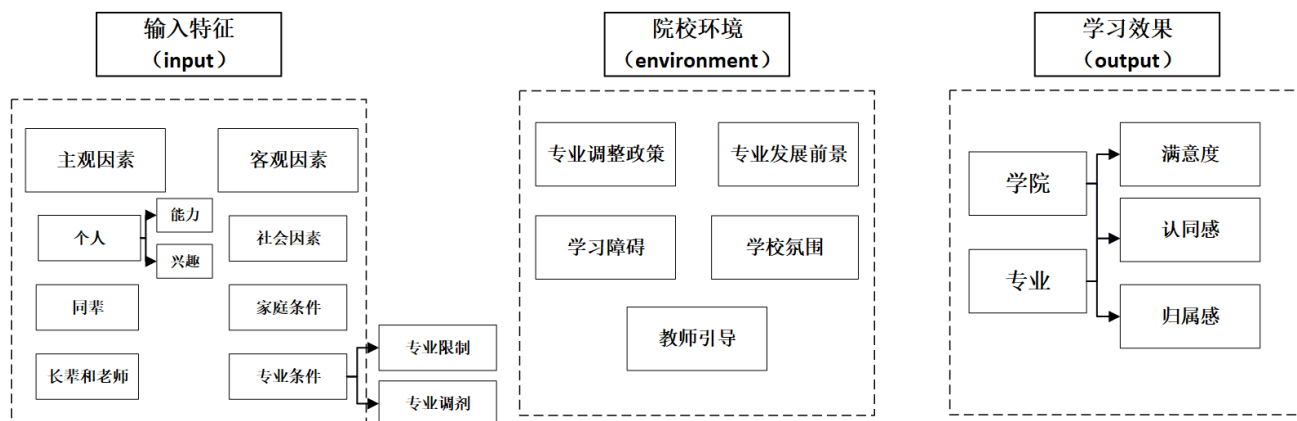 输入特征
（input）
院校环境
（environment）
学习效果
（output）
主观因素
客观因素
个人
能力
兴趣
社会因素
同辈
家庭条件
长辈和老师
专业条件
专业限制
专业调剂
专业调整政策
专业发展前景
学习障碍
学校氛围
教师引导
学院
专业
满意度
认同感
归属感